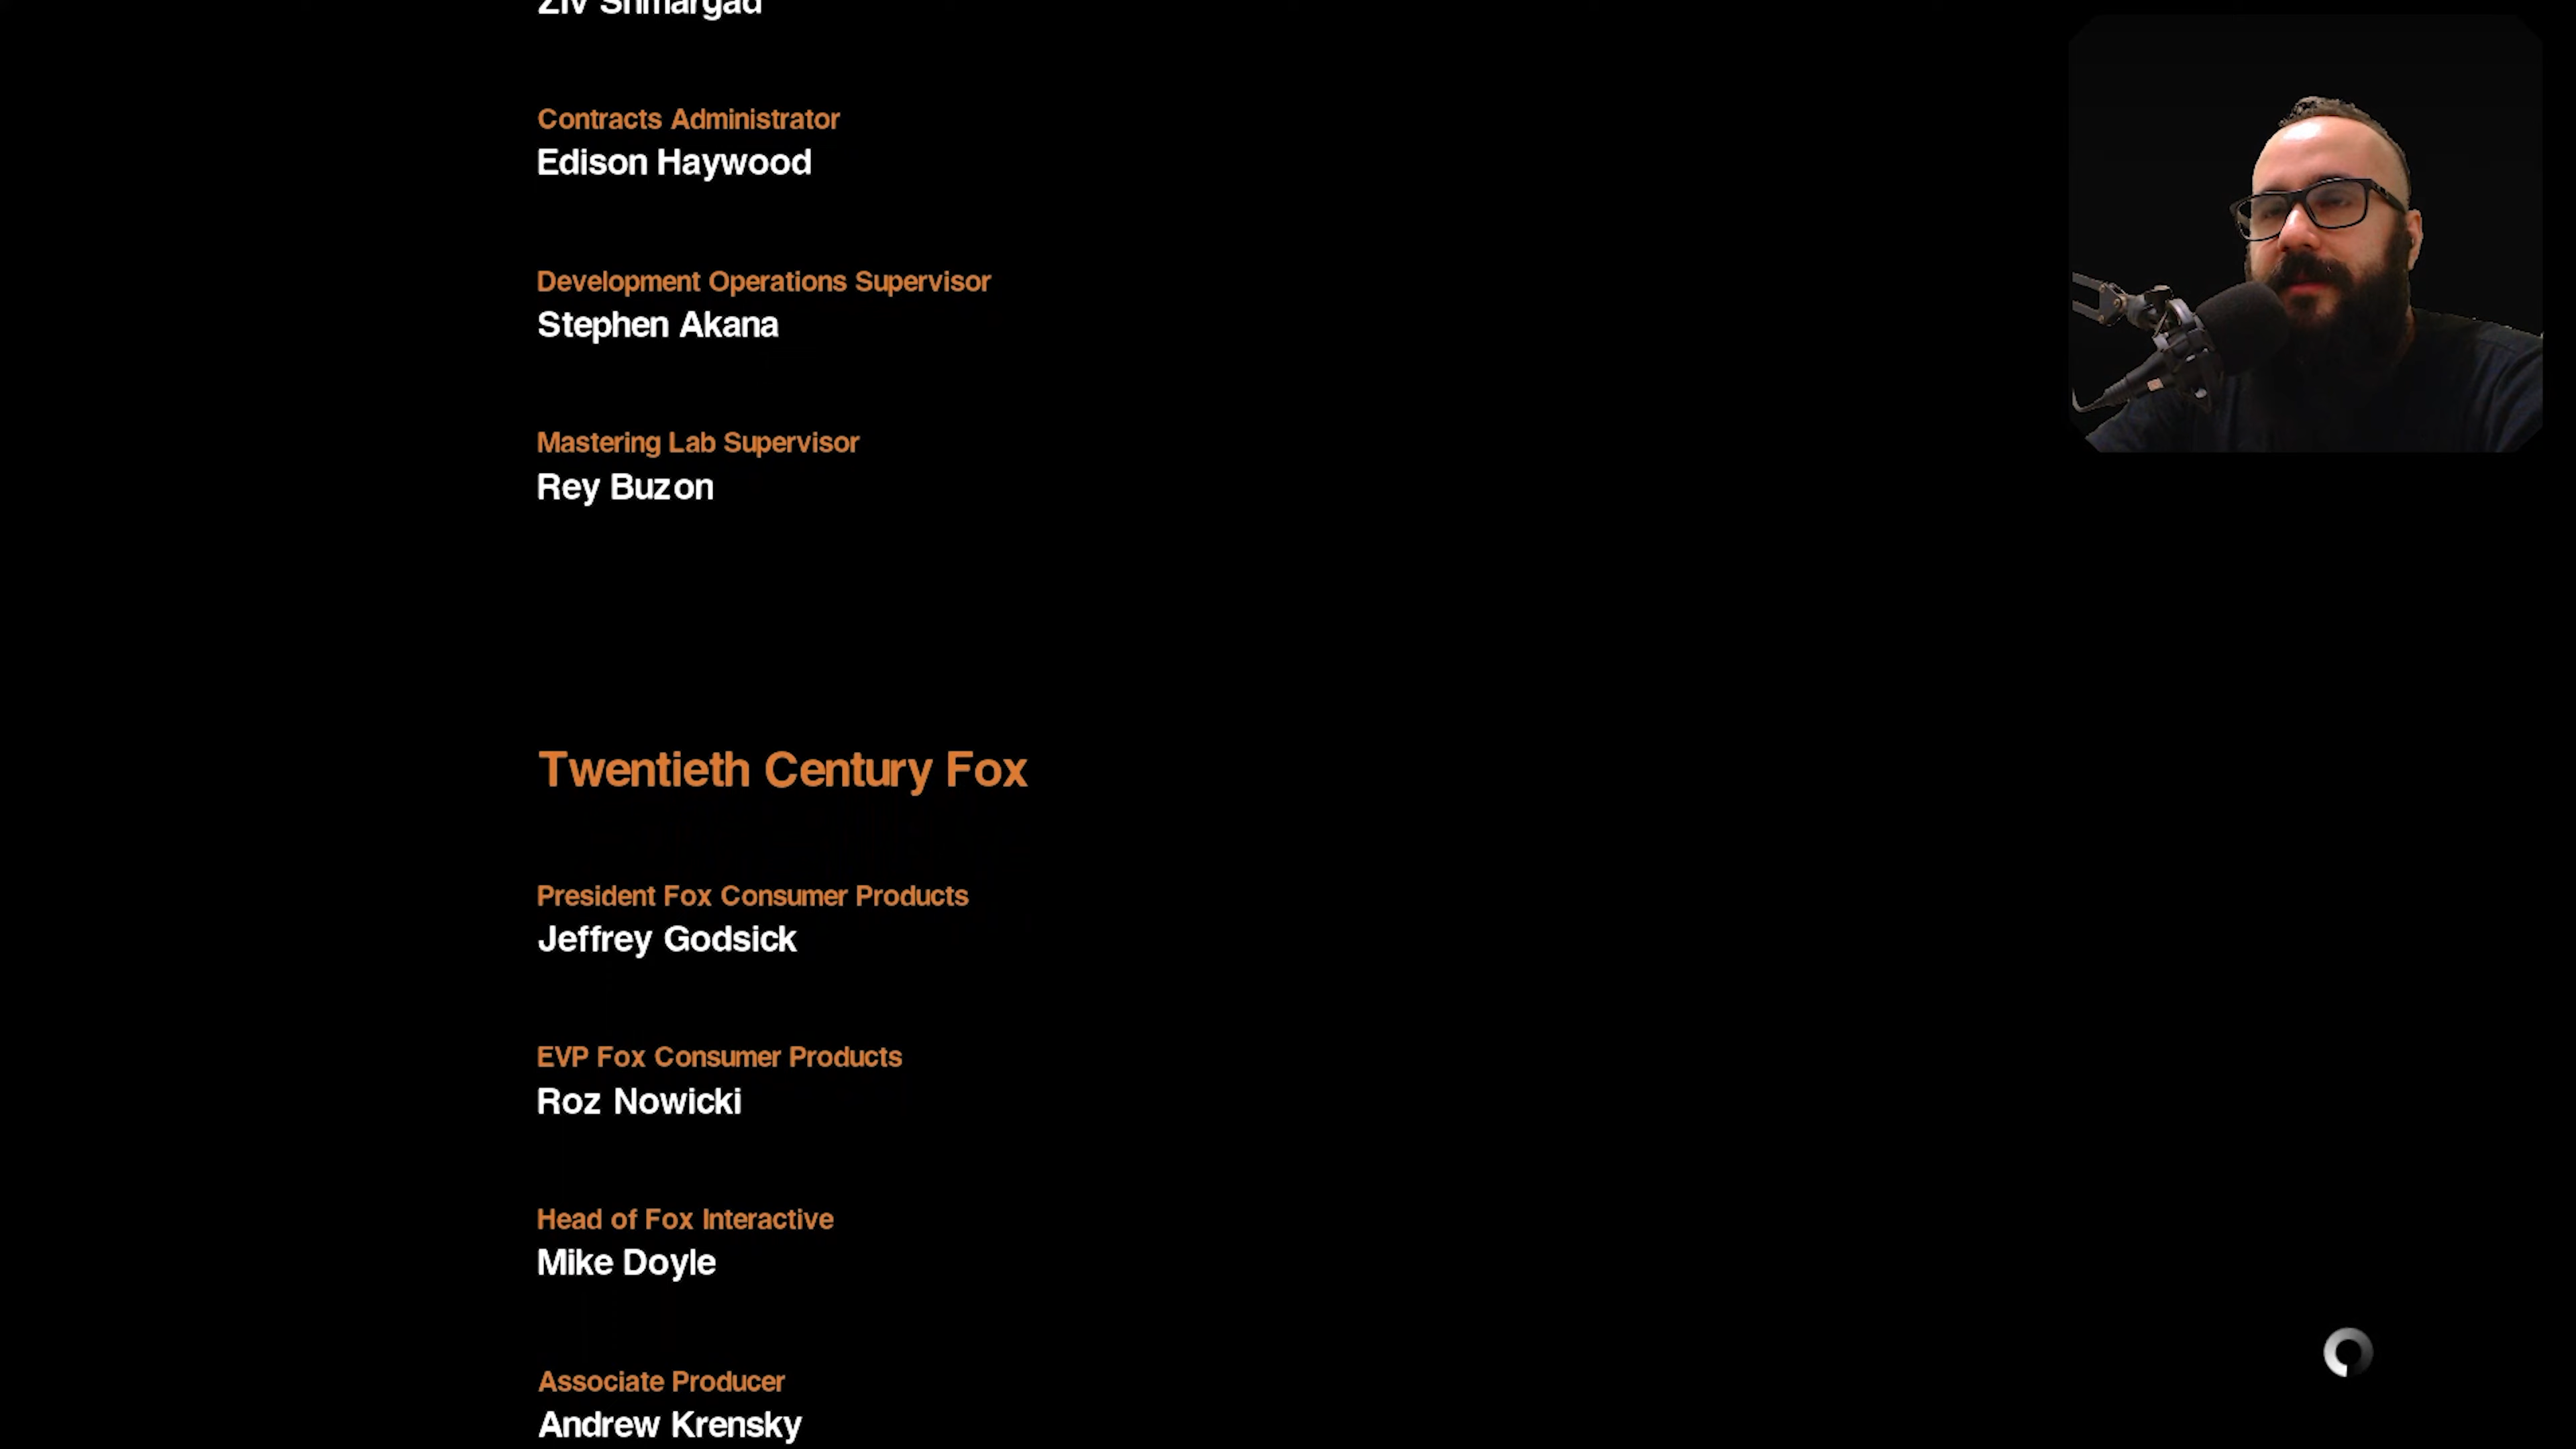 Ziv Shmargad
Contracts Administrator
Edison Haywood
Development Operations Supervisor
Stephen Akana
Mastering Lab Supervisor
Rey Buzon
Twentieth Century Fox
President Fox Consumer Products
Jeffrey Godsick
EVP Fox Consumer Products
Roz Nowicki
Head of Fox Interactive
Mike Doyle
Associate Producer
Andrew Krensky